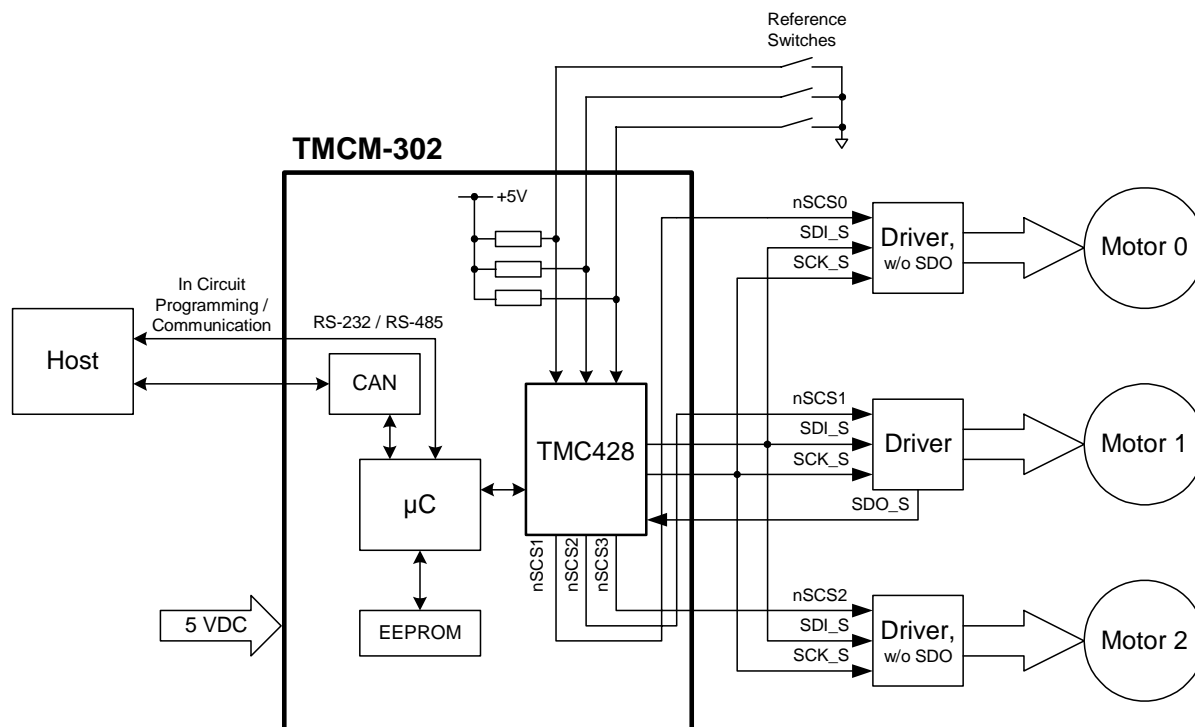 Reference
Switches
TMCM-302
+5V
nSCS0
SDI_S
SCK_S
Driver,
w/o SDO
Motor 0
In Circuit
Programming /
Communication
RS-232 / RS-485
Host
CAN
nSCS1
SDI_S
SCK_S
TMC428
Driver
Motor 1
µC
SDO_S
nSCS1
nSCS2
nSCS3
nSCS2
SDI_S
SCK_S
Driver,
w/o SDO
Motor 2
5 VDC
EEPROM